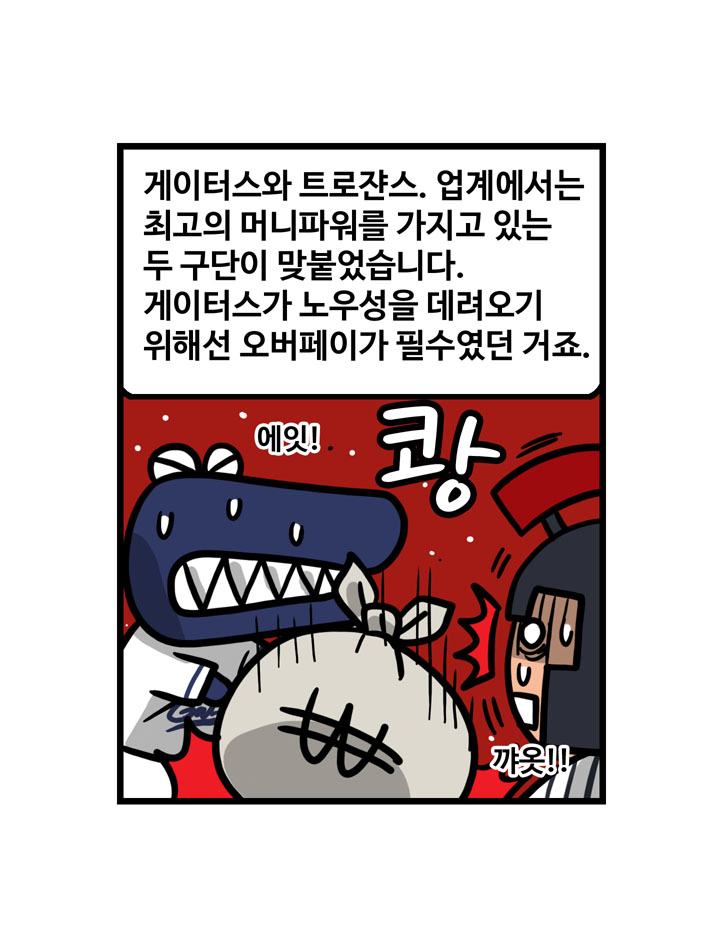 게이터스와 트로쟌스. 업계에서는
최고의 머니파워를 가지고 있는
두 구단이 맞붙었습니다.
게이터스가 노우성을 데려오기
위해선 오버페이가 필수였던 거죠.
에잇!
쾅
₩
꺄옷!!